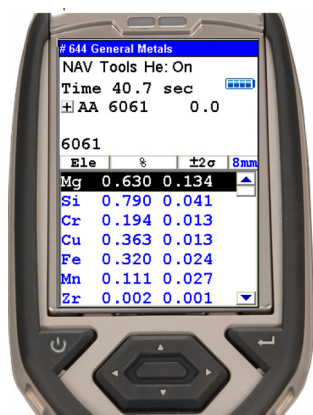 # 644 General Metals
NAV Tools He: On
Time 40.7 sec
+ AA 6061 0.0
6061
Ele % ±2σ 8mm
Mg 0.630 0.134
Si 0.790 0.041
Cr 0.194 0.013
Cu 0.363 0.013
Fe 0.320 0.024
Mn 0.111 0.027
Zr 0.002 0.001